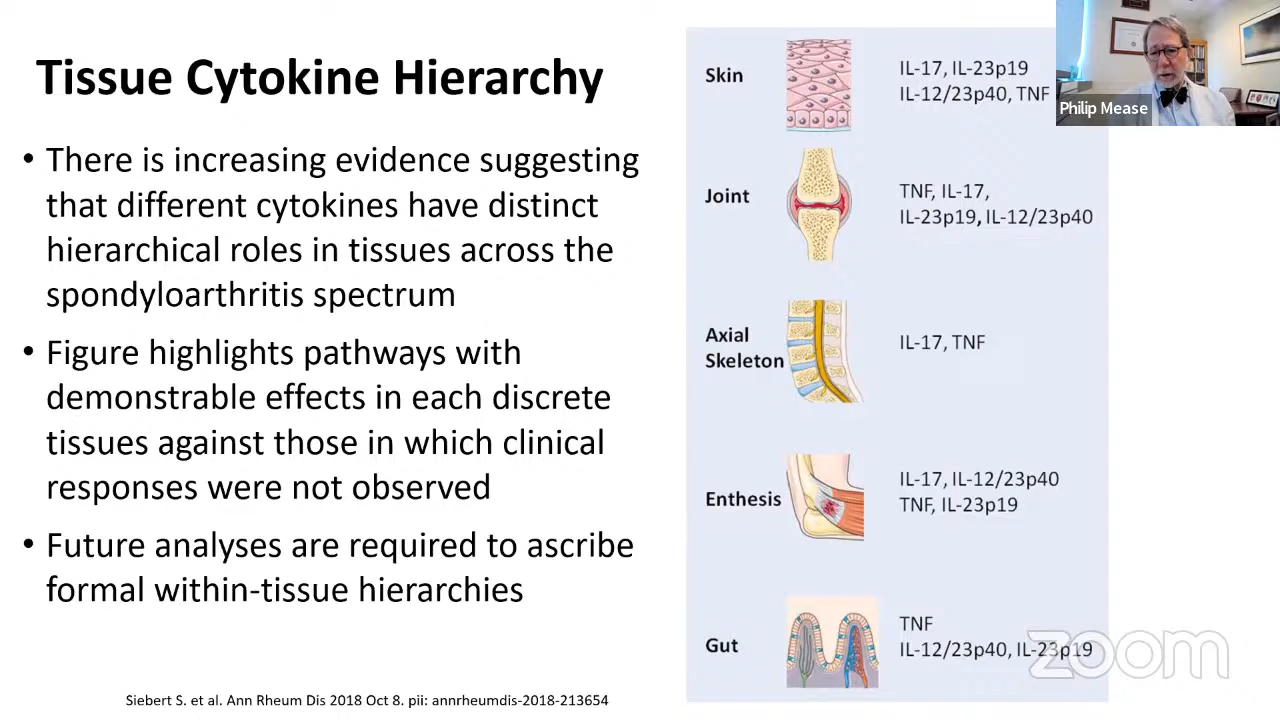 Tissue Cytokine Hierarchy
• There is increasing evidence suggesting
that different cytokines have distinct
hierarchical roles in tissues across the
spondyloarthritis spectrum
• Figure highlights pathways with
demonstrable effects in each discrete
tissues against those in which clinical
responses were not observed
• Future analyses are required to ascribe
formal within-tissue hierarchies
Siebert S. et al. Ann Rheum Dis 2018 Oct 8. pii: annrheumdis-2018-213654
Skin
IL-17, IL-23p19
IL-12/23p40, TNF
Joint
TNF, IL-17,
IL-23p19, IL-12/23p40
Axial
Skeleton
IL-17, TNF
Enthesis
IL-17, IL-12/23p40
TNF, IL-23p19
Gut
TNF
IL-12/23p40, IL-23p19
Philip Mease
zoom